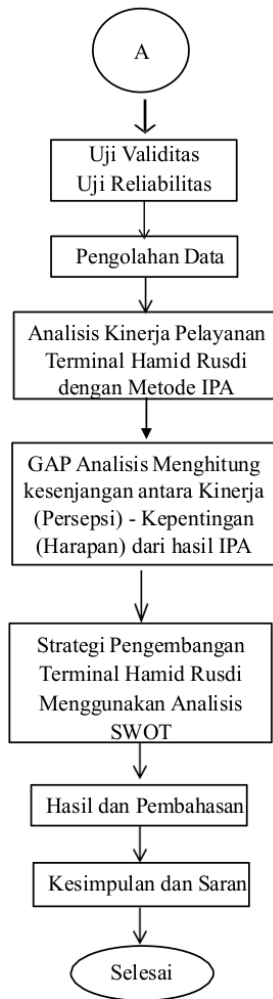 A
Uji Validitas
Uji Reliabilitas
Pengolahan Data
Analisis Kinerja Pelayanan
Terminal Hamid Rusdi
dengan Metode IPA
GAP Analisis Menghitung
kesenjangan antara Kinerja
(Persepsi) - Kepentingan
(Harapan) dari hasil IPA
Strategi Pengembangan
Terminal Hamid Rusdi
Menggunakan Analisis
SWOT
Hasil dan Pembahasan
Kesimpulan dan Saran
Selesai